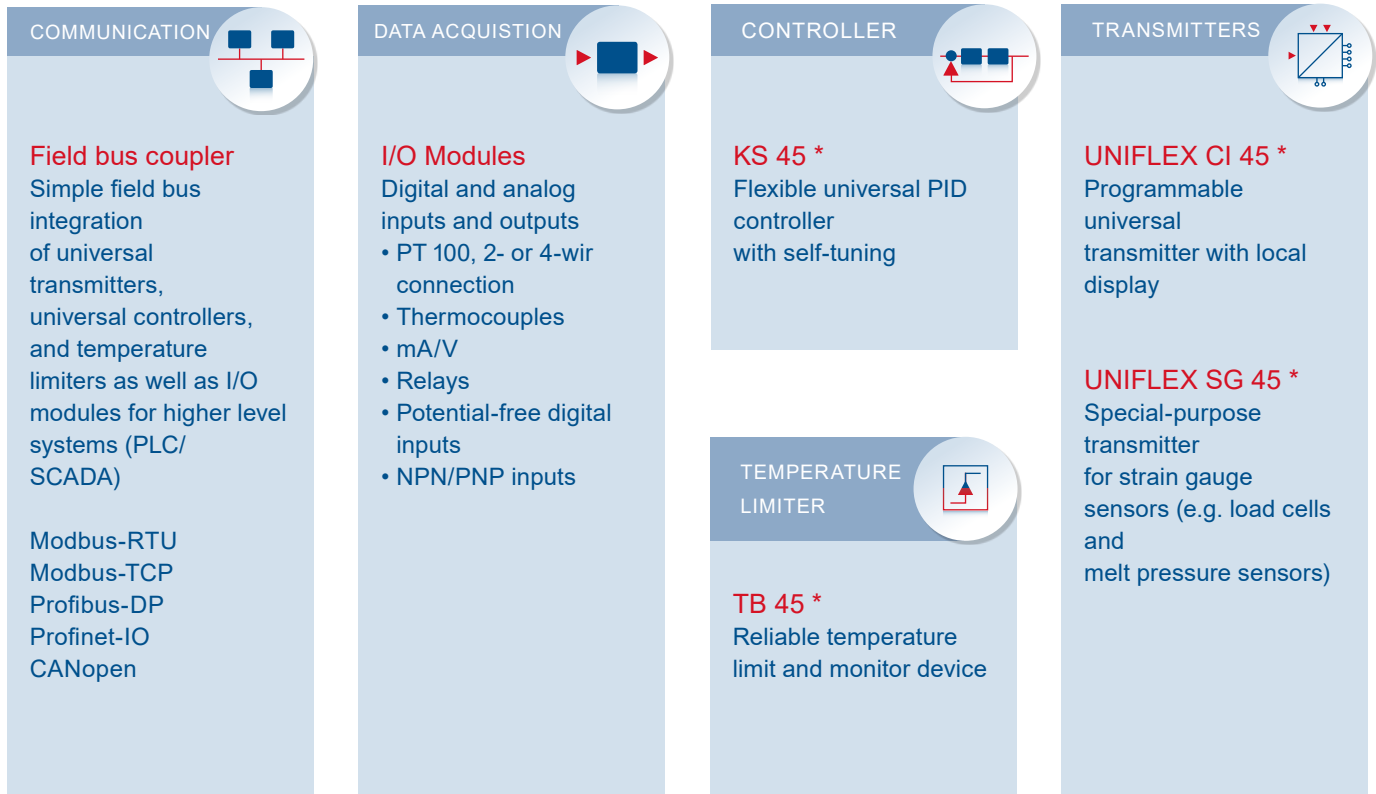 COMMUNICATION
Field bus coupler
Simple field bus
integration
of universal
transmitters,
universal controllers,
and temperature
limiters as well as I/O
modules for higher level
systems (PLC/
SCADA)
Modbus-RTU
Modbus-TCP
Profibus-DP
Profinet-IO
CANopen
DATA ACQUISTION
I/O Modules
Digital and analog
inputs and outputs
• PT 100, 2- or 4-wir
connection
• Thermocouples
• mA/V
• Relays
• Potential-free digital
inputs
• NPN/PNP inputs
CONTROLLER
KS 45 *
Flexible universal PID
controller
with self-tuning
TEMPERATURE
LIMITER
TB 45 *
Reliable temperature
limit and monitor device
TRANSMITTERS
UNIFLEX CI 45 *
Programmable
universal
transmitter with local
display
UNIFLEX SG 45 *
Special-purpose
transmitter
for strain gauge
sensors (e.g. load cells
and
melt pressure sensors)